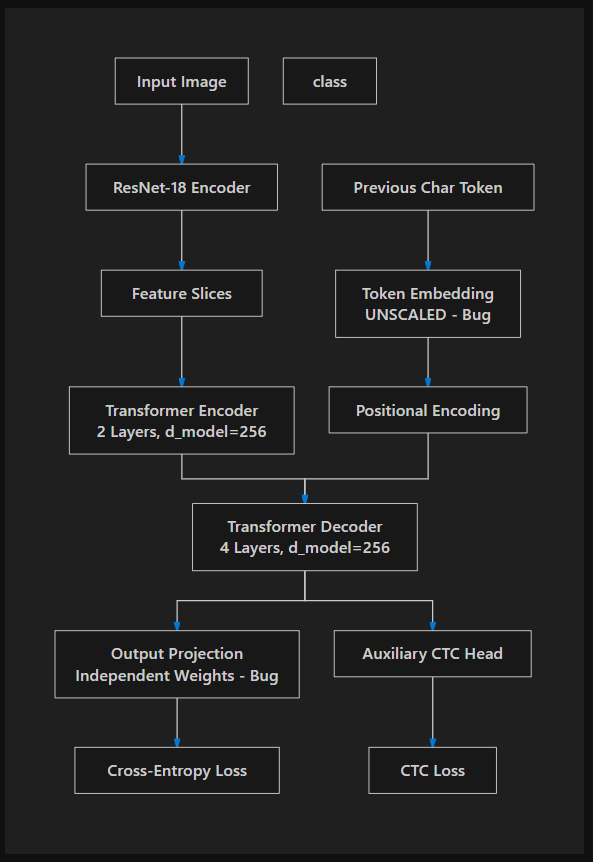 Input Image
class
ResNet-18 Encoder
Previous Char Token
Feature Slices
Token Embedding
UNSCALED - Bug
Transformer Encoder
2 Layers, d_model=256
Positional Encoding
Transformer Decoder
4 Layers, d_model=256
Output Projection
Independent Weights - Bug
Auxiliary CTC Head
Cross-Entropy Loss
CTC Loss